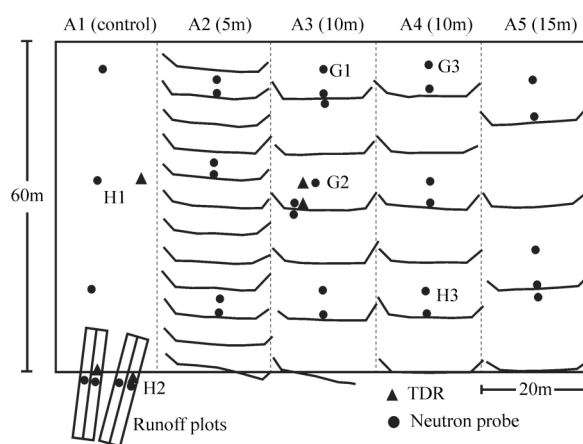 A1 (control) A2 (5m) A3 (10m) A4 (10m) A5 (15m)
G1 G3
G2
60m
H1
H3
H2
TDR
20m
Runoff plots
Neutron probe